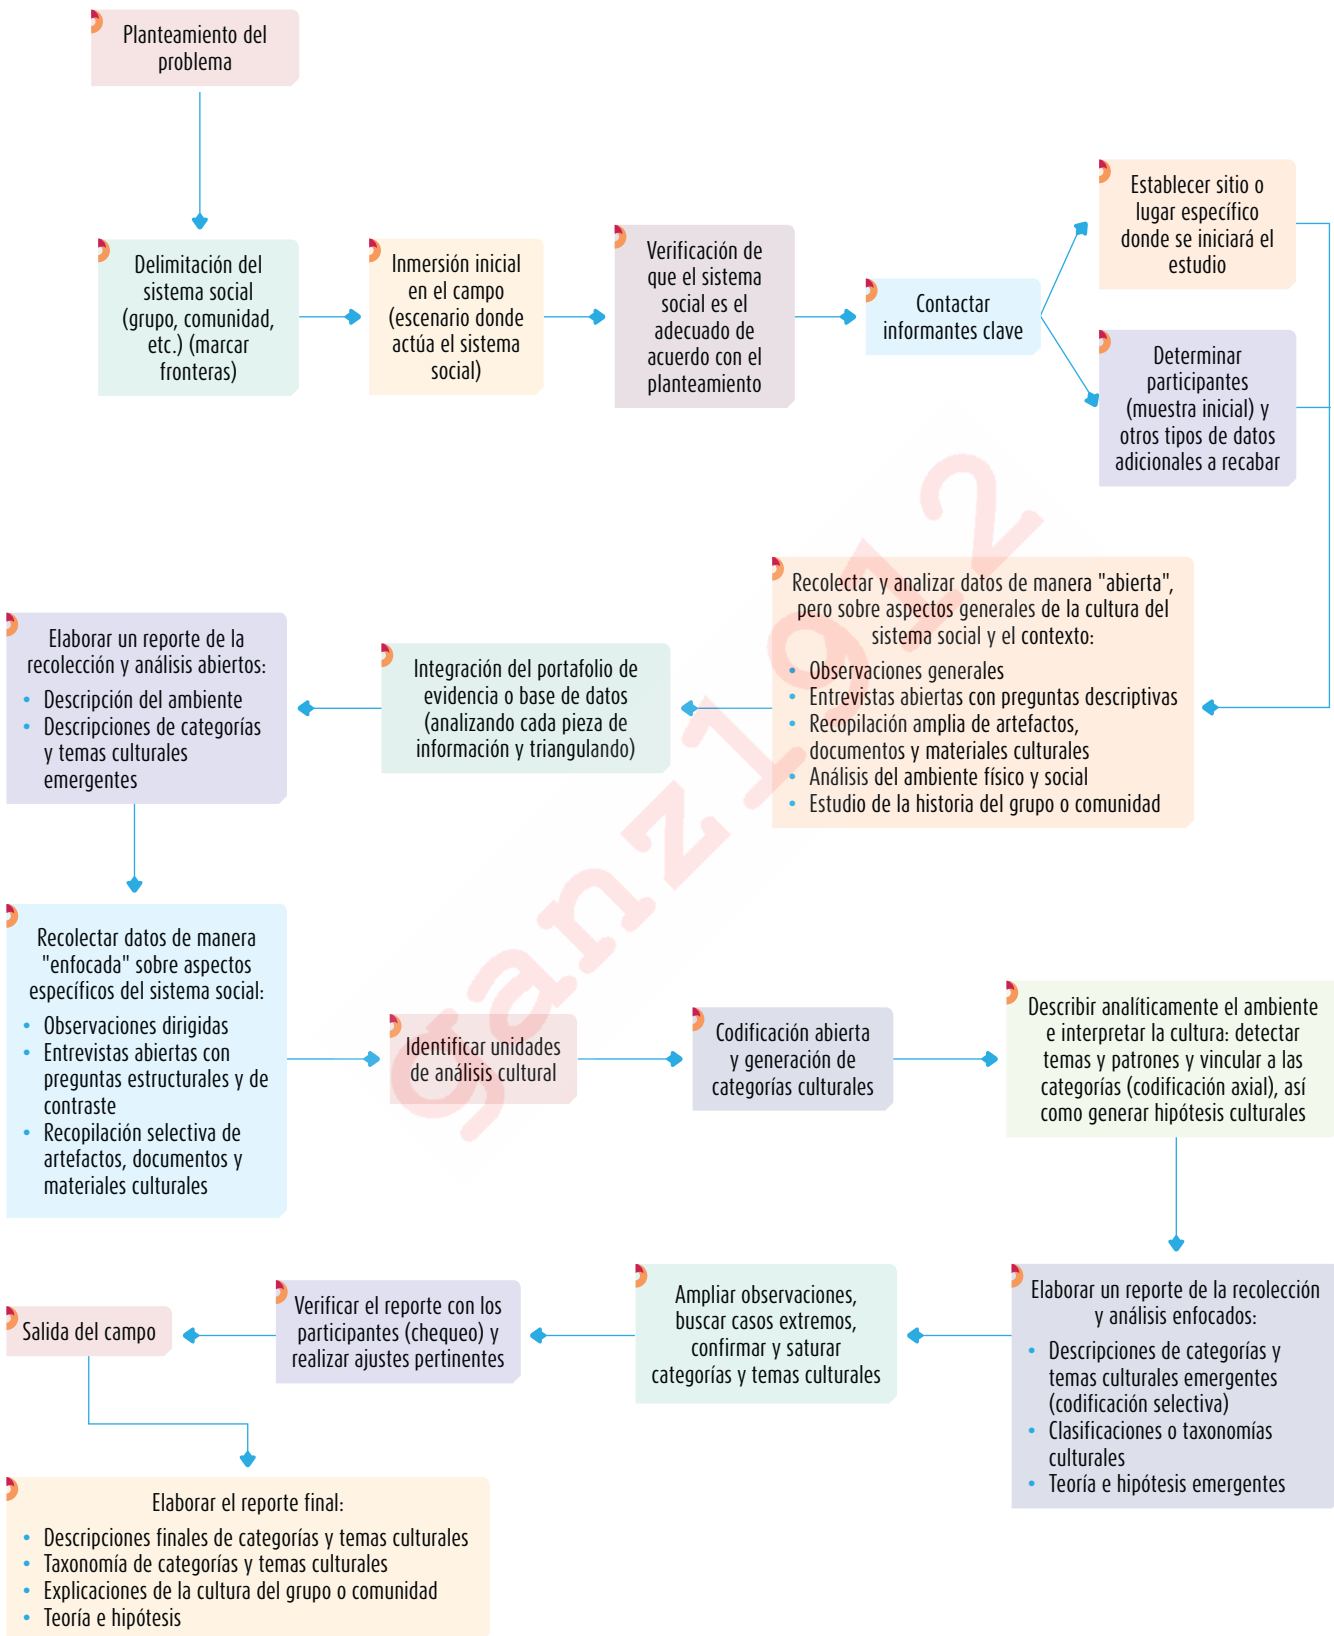 Planteamiento del
problema
Delimitación del
sistema social
(grupo, comunidad,
etc.) (marcar
fronteras)
Inmersión inicial
en el campo
(escenario donde
actúa el sistema
social)
Verificación de
que el sistema
social es el
adecuado de
acuerdo con el
planteamiento
Contactar
informantes clave
Establecer sitio o
lugar específico
donde se iniciará el
estudio
Determinar
participantes
(muestra inicial) y
otros tipos de datos
adicionales a recabar
Recolectar y analizar datos de manera "abierta",
pero sobre aspectos generales de la cultura del
sistema social y el contexto:
• Observaciones generales
• Entrevistas abiertas con preguntas descriptivas
• Recopilación amplia de artefactos,
documentos y materiales culturales
• Análisis del ambiente físico y social
• Estudio de la historia del grupo o comunidad
Integración del portafolio de
evidencia o base de datos
(analizando cada pieza de
información y triangulando)
Elaborar un reporte de la
recolección y análisis abiertos:
• Descripción del ambiente
• Descripciones de categorías
y temas culturales
emergentes
Recolectar datos de manera
"enfocada" sobre aspectos
específicos del sistema social:
• Observaciones dirigidas
• Entrevistas abiertas con
preguntas estructurales y de
contraste
• Recopilación selectiva de
artefactos, documentos y
materiales culturales
Identificar unidades
de análisis cultural
Codificación abierta
y generación de
categorías culturales
Describir analíticamente el ambiente
e interpretar la cultura: detectar
temas y patrones y vincular a las
categorías (codificación axial), así
como generar hipótesis culturales
Elaborar un reporte de la recolección
y análisis enfocados:
• Descripciones de categorías y
temas culturales emergentes
(codificación selectiva)
• Clasificaciones o taxonomías
culturales
• Teoría e hipótesis emergentes
Ampliar observaciones,
buscar casos extremos,
confirmar y saturar
categorías y temas culturales
Verificar el reporte con los
participantes (chequeo) y
realizar ajustes pertinentes
Salida del campo
Elaborar el reporte final:
• Descripciones finales de categorías y temas culturales
• Taxonomía de categorías y temas culturales
• Explicaciones de la cultura del grupo o comunidad
• Teoría e hipótesis
ganz1912